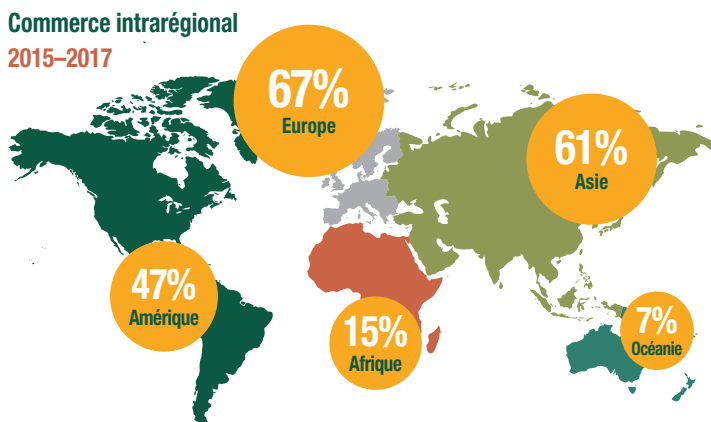 Commerce intrarégional
2015–2017
67%
Europe
61%
Asie
47%
Amérique
15%
Afrique
7%
Océanie